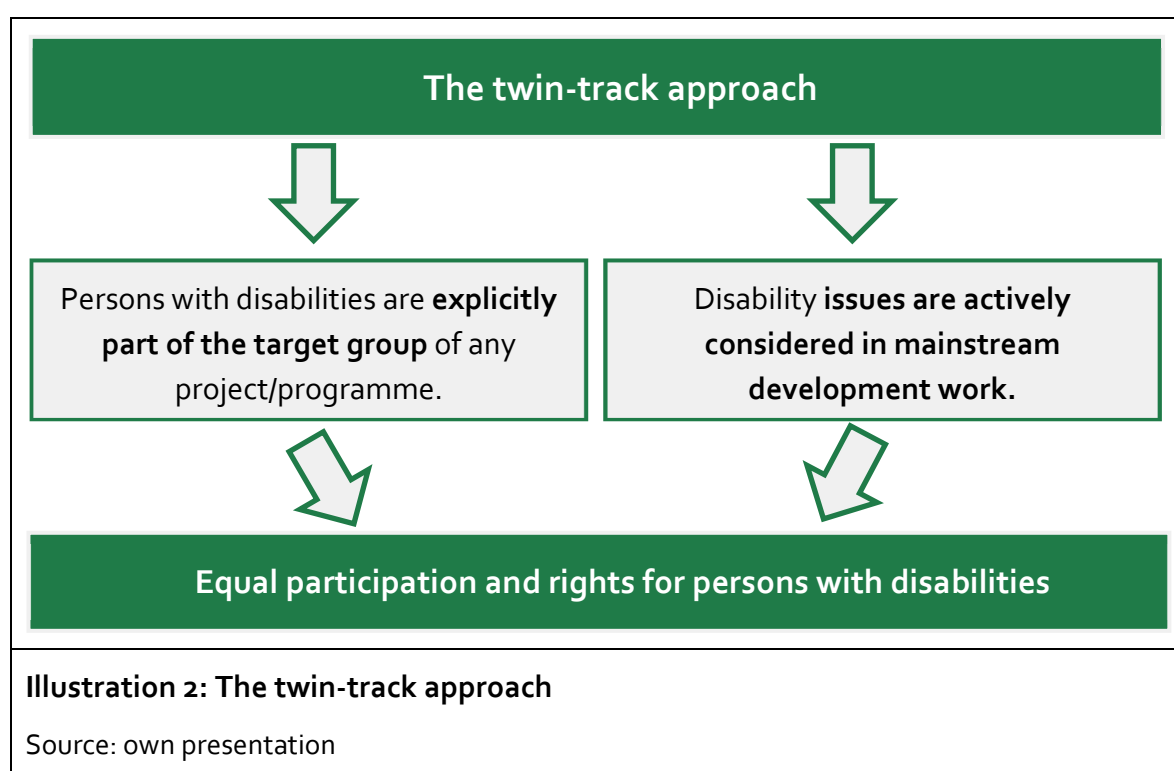 The twin-track approach
Persons with disabilities are explicitly
part of the target group of any
project/programme.
Disability issues are actively
considered in mainstream
development work.
Equal participation and rights for persons with disabilities
Illustration 2: The twin-track approach
Source: own presentation